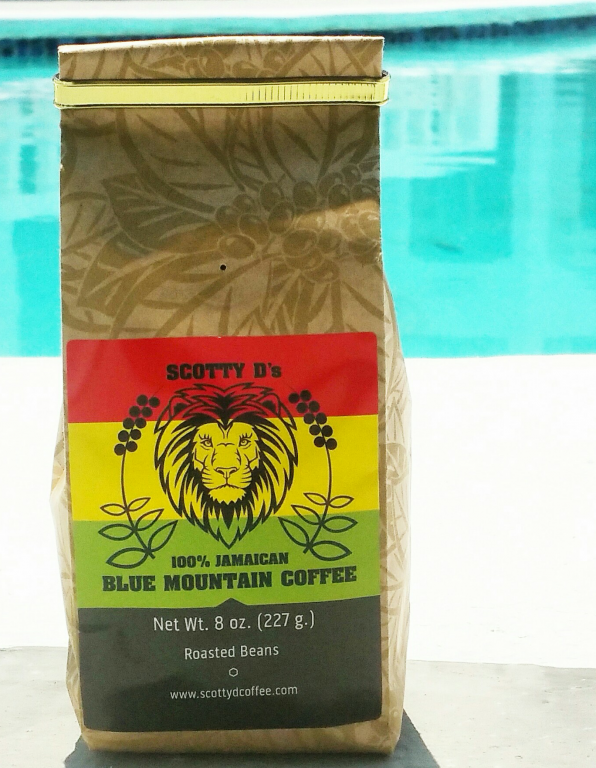 SCOTTY D's
100% JAMAICAN
BLUE MOUNTAIN COFFEE
Net Wt. 8 oz. (227 g.)
Roasted Beans
www.scottydcoffee.com